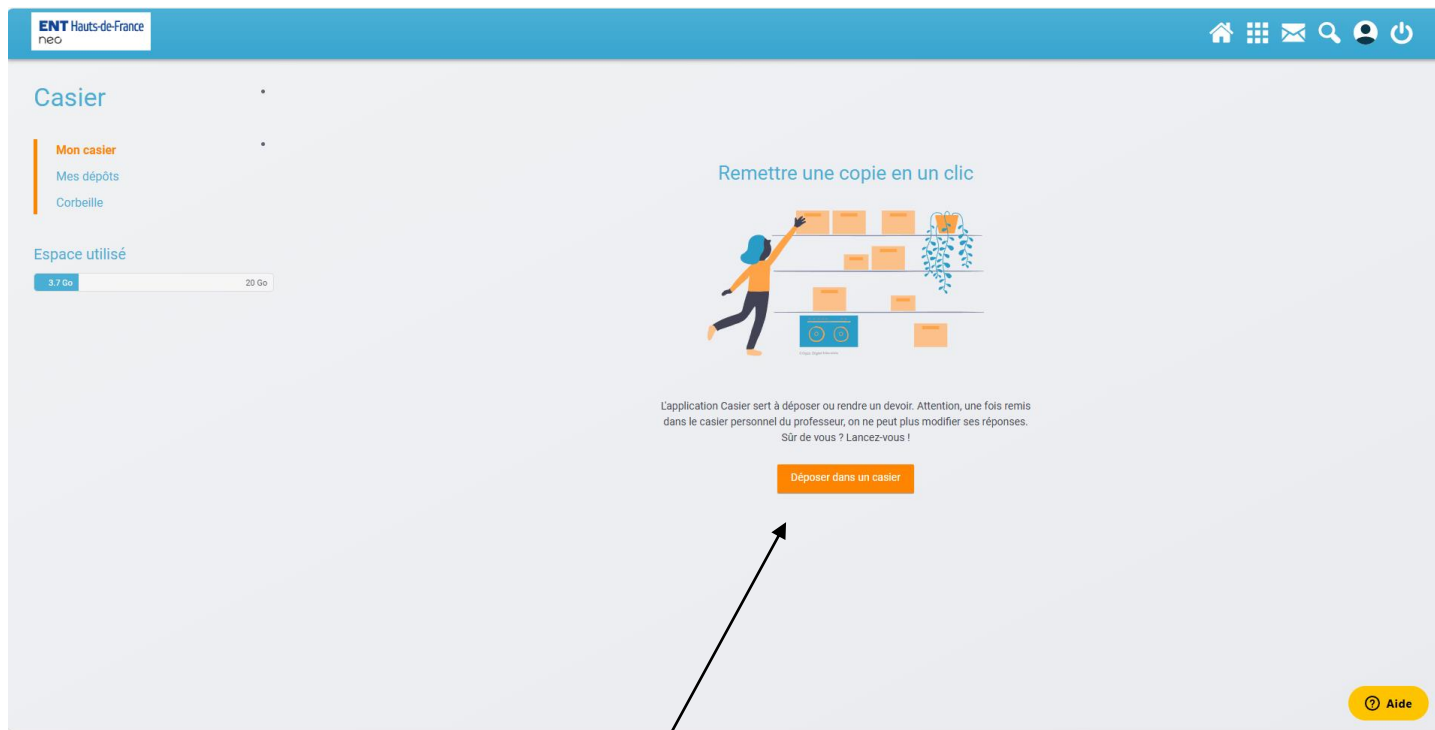 ENT Hauts-de-France
neo
Casier
Mon casier
Mes dépôts
Corbeille
Espace utilisé
3.7 Go
20 Go
Remettre une copie en un clic
L'application Casier sert à déposer ou rendre un devoir. Attention, une fois remis
dans le casier personnel du professeur, on ne peut plus modifier ses réponses.
Sûr de vous ? Lancez-vous !
Déposer dans un casier
Aide